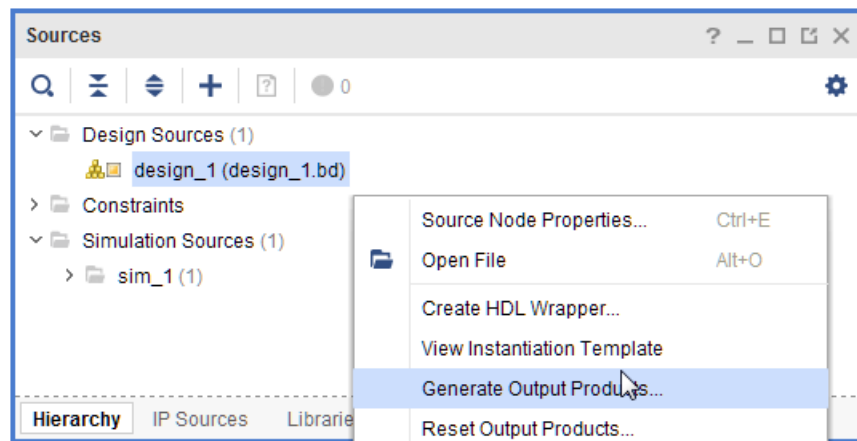 Sources
0
Design Sources (1)
design_1 (design_1.bd)
Constraints
Simulation Sources (1)
sim_1 (1)
Source Node Properties... Ctrl+E
Open File Alt+O
Create HDL Wrapper...
View Instantiation Template
Generate Output Products...
Reset Output Products...
Hierarchy IP Sources Librarie